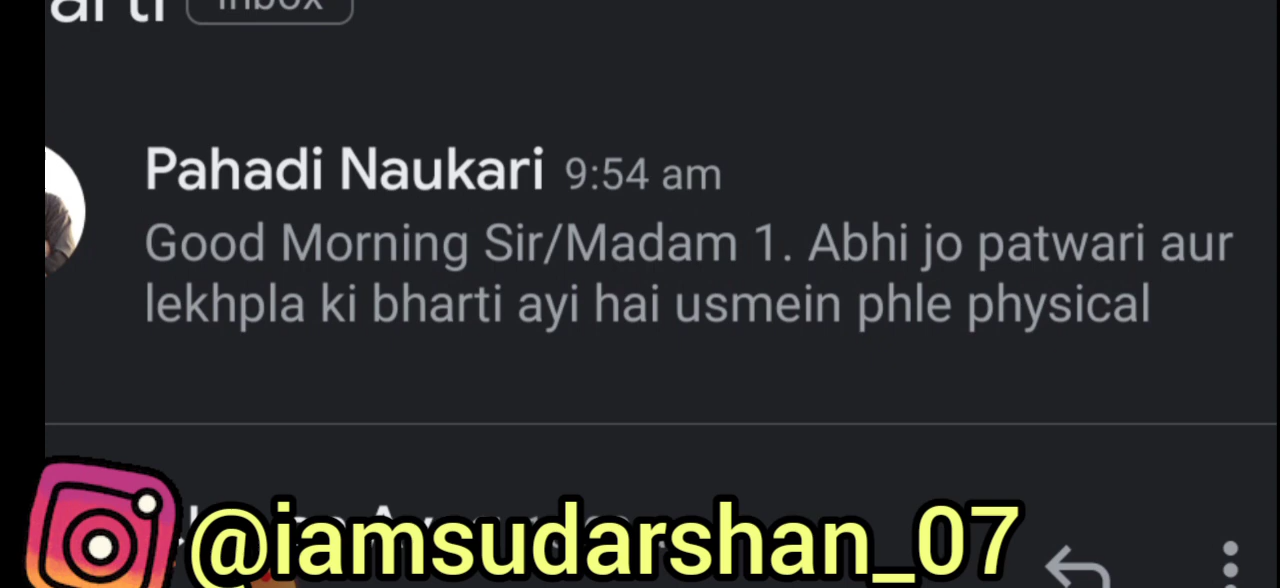 Inbox
Pahadi Naukari 9:54 am
Good Morning Sir/Madam 1. Abhi jo patwari aur
lekhpla ki bharti ayi hai usmein phle physical
@iamsudarshan_07